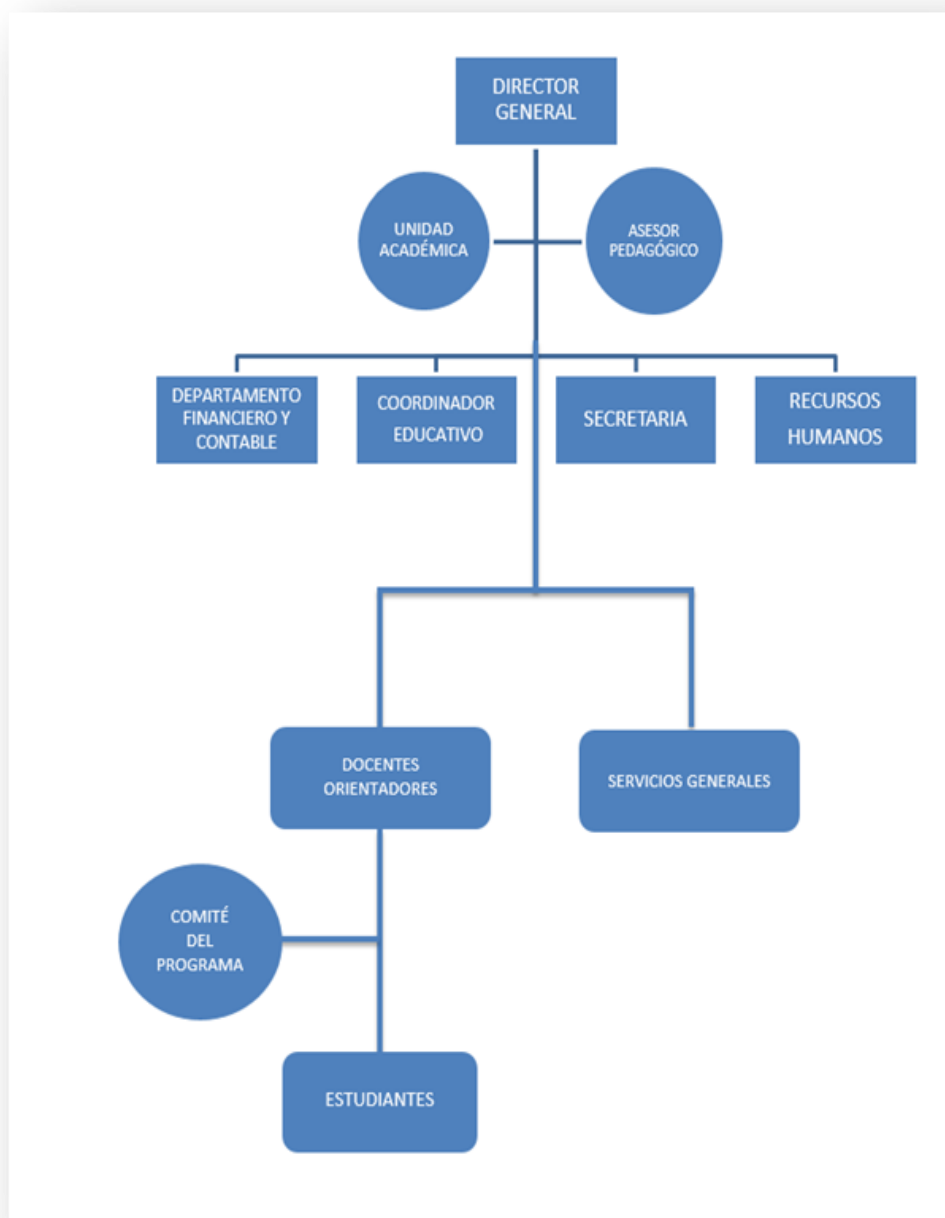 DIRECTOR
GENERAL
UNIDAD
ACADÉMICA
ASESOR
PEDAGÓGICO
DEPARTAMENTO
FINANCIERO Y
CONTABLE
COORDINADOR
EDUCATIVO
SECRETARIA
RECURSOS
HUMANOS
DOCENTES
ORIENTADORES
SERVICIOS GENERALES
COMITÉ
DEL
PROGRAMA
ESTUDIANTES